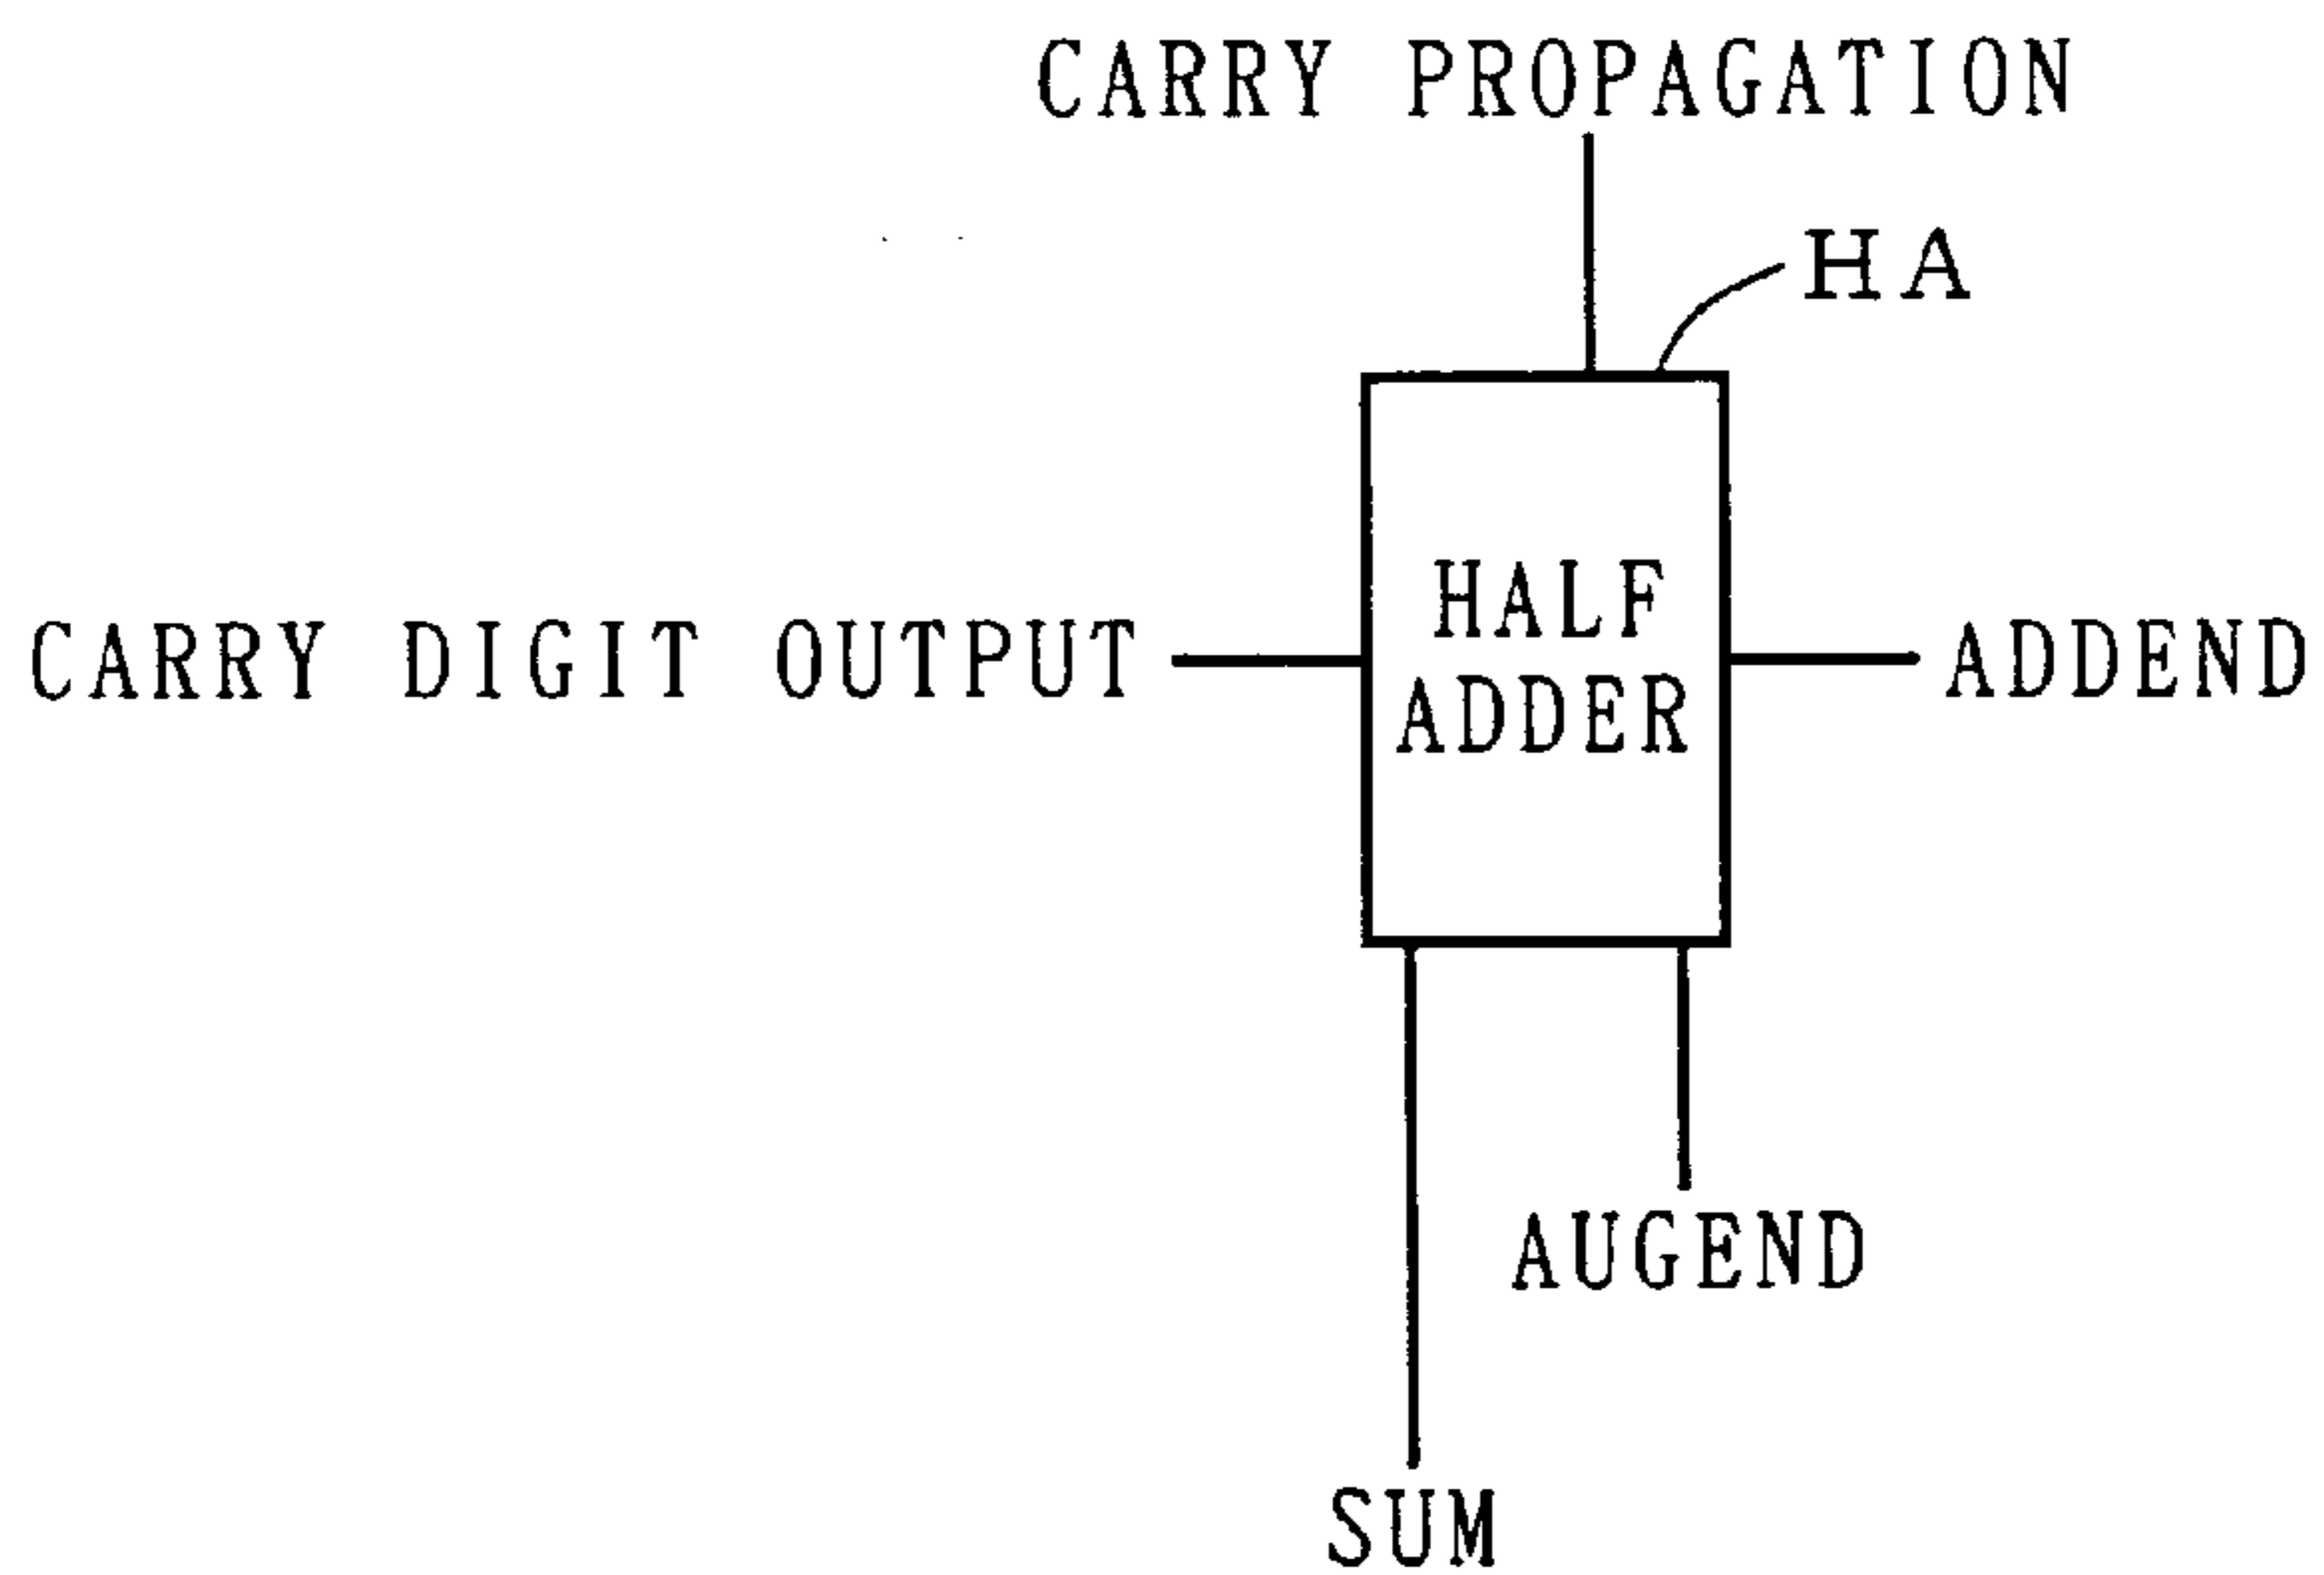 CARRY PROPAGATION
HA
HALF
ADDER
CARRY DIGIT OUTPUT
ADDEND
AUGEND
SUM